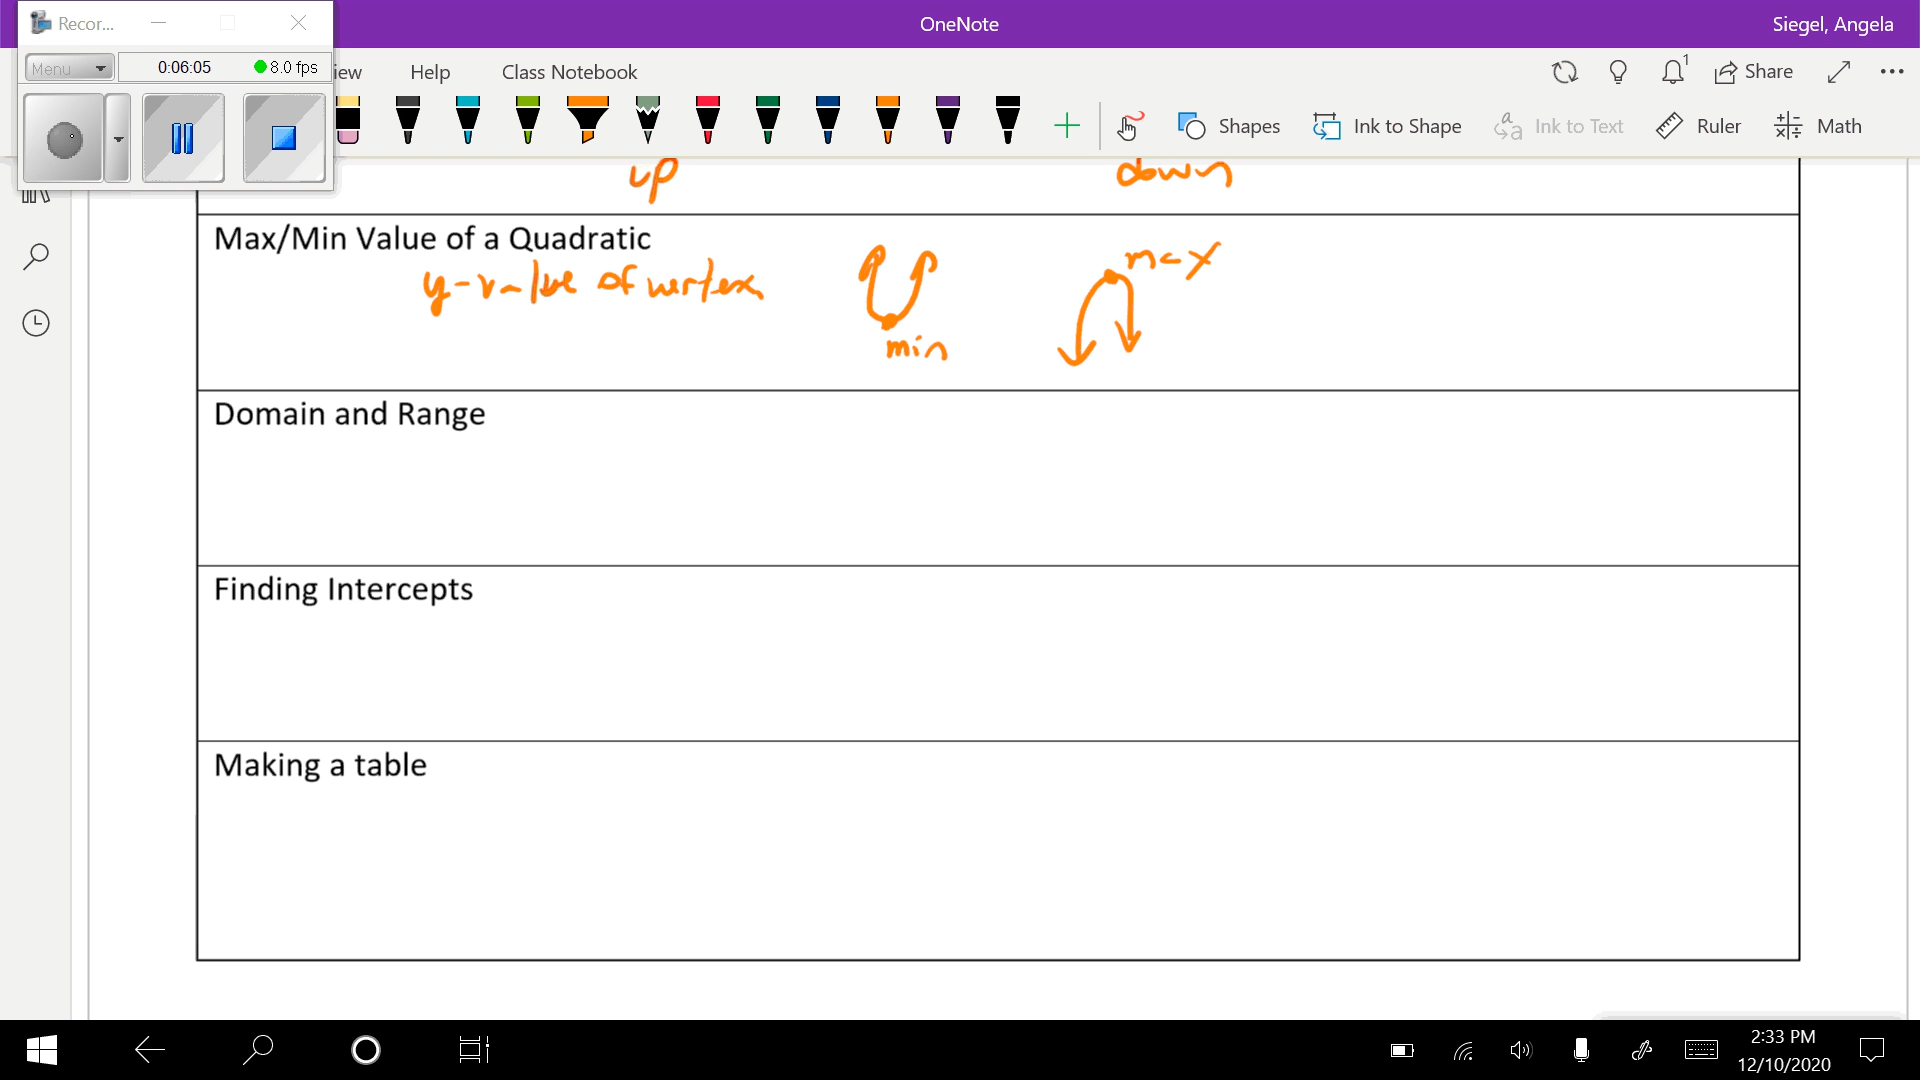 Recor...
OneNote
Siegel, Angela
Menu
0:06:05
8.0 fps
iew
Help
Class Notebook
1
Share
Shapes
Ink to Shape
Ink to Text
Ruler
Math
up
down
Max/Min Value of a Quadratic
y-value of vertex
min
max
Domain and Range
Finding Intercepts
Making a table
2:33 PM
12/10/2020